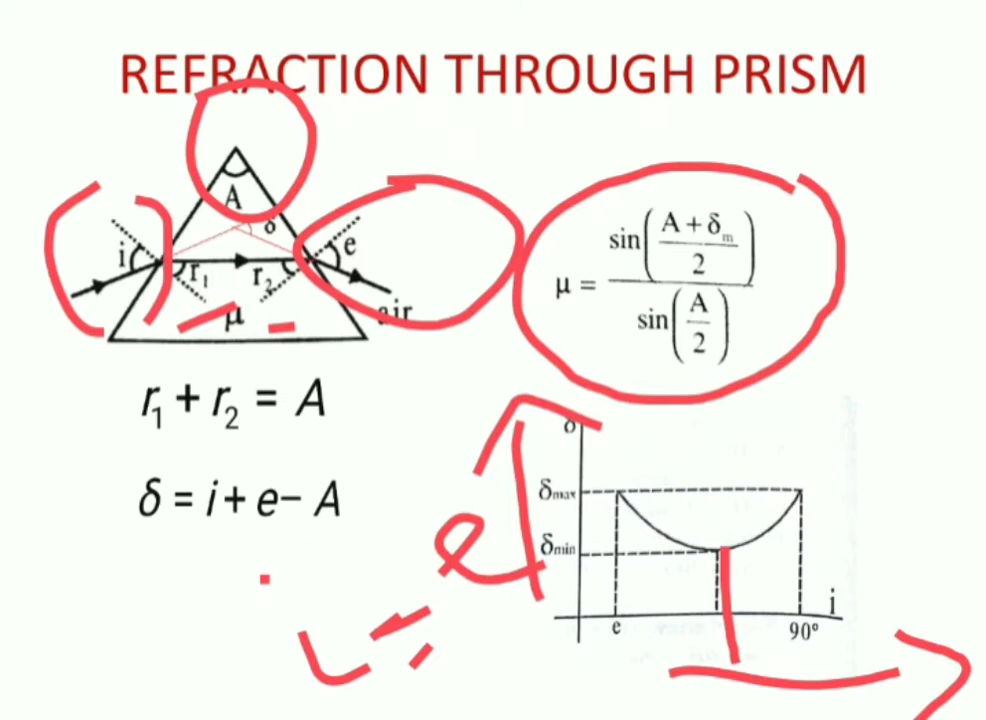 REFRACTION THROUGH PRISM
A
δ
i
e
r₁
r₂
μ
air
μ = sin((A + δₘ)/2) / sin(A/2)
r₁ + r₂ = A
δ = i + e – A
δ
δmax
δmin
i
e
90°
e